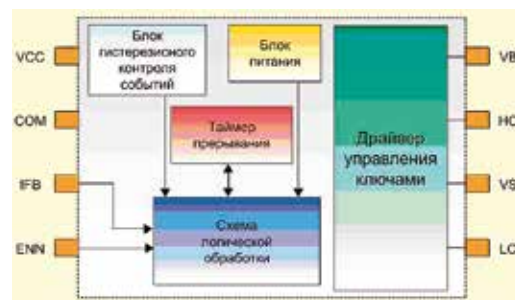 Блок
гистерезисного
контроля
событий
Блок
питания
VCC
COM
IFB
ENN
Таймер
прерывания
Схема
логической
обработки
Драйвер
управления
ключами
VB
HO
VS
LO